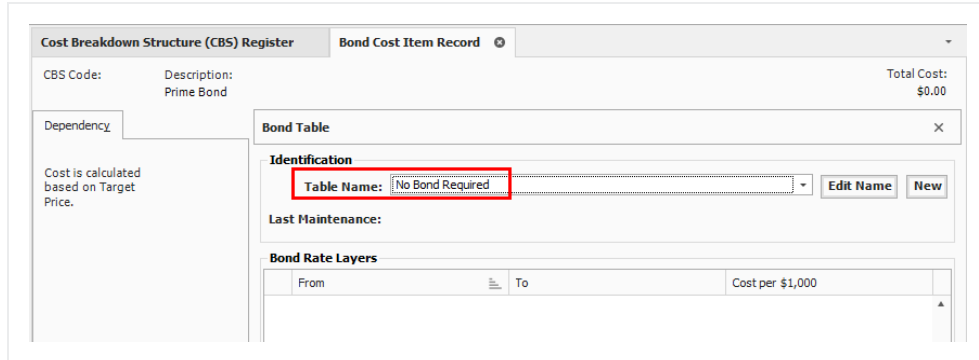 Cost Breakdown Structure (CBS) Register
Bond Cost Item Record
CBS Code:
Description:
Total Cost:
Prime Bond
$0.00
Dependency
Bond Table
Cost is calculated
based on Target
Price.
Identification
Table Name: No Bond Required
Edit Name
New
Last Maintenance:
Bond Rate Layers
From
To
Cost per $1,000